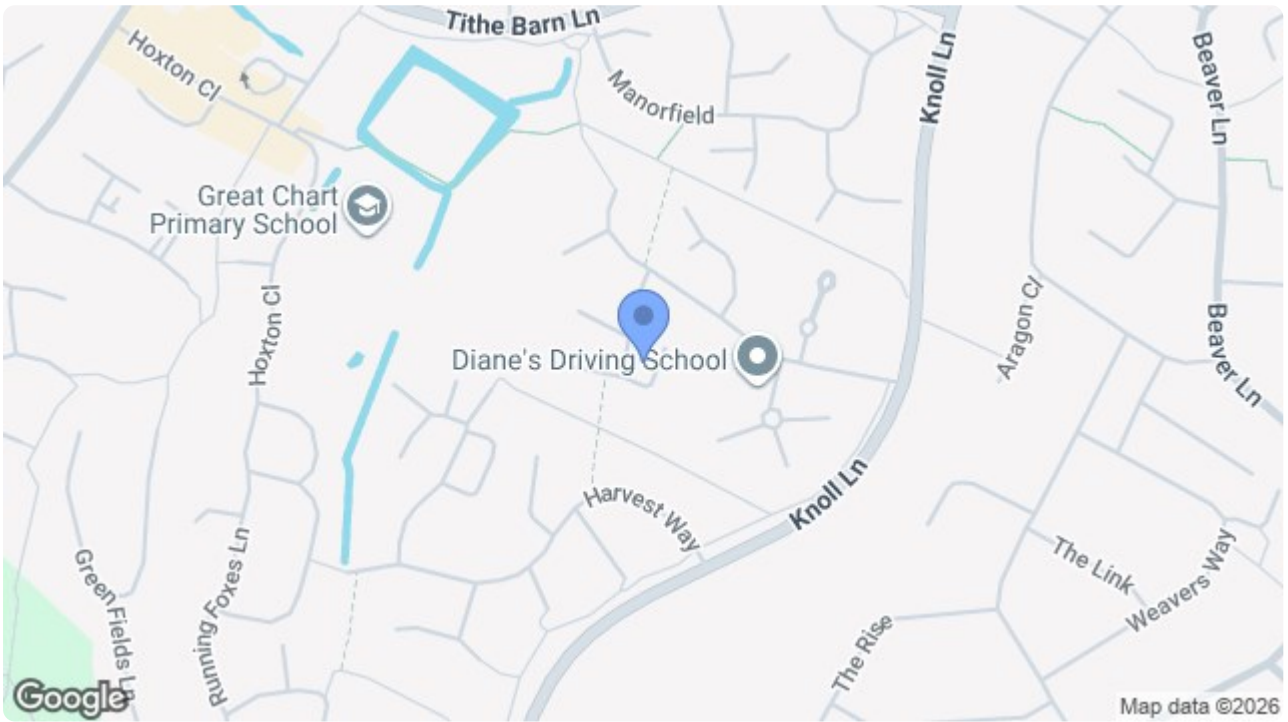 Tithe Barn Ln
Hoxton Cl
Manorfield
Knoll Ln
Beaver Ln
Great Chart
Primary School
Hoxton Cl
Aragon Cl
Beaver Ln
Diane's Driving School
Harvest Way
Knoll Ln
The Link
Weavers Way
Green Fields Ln
Running Foxes Ln
The Rise
Google
Map data ©2026